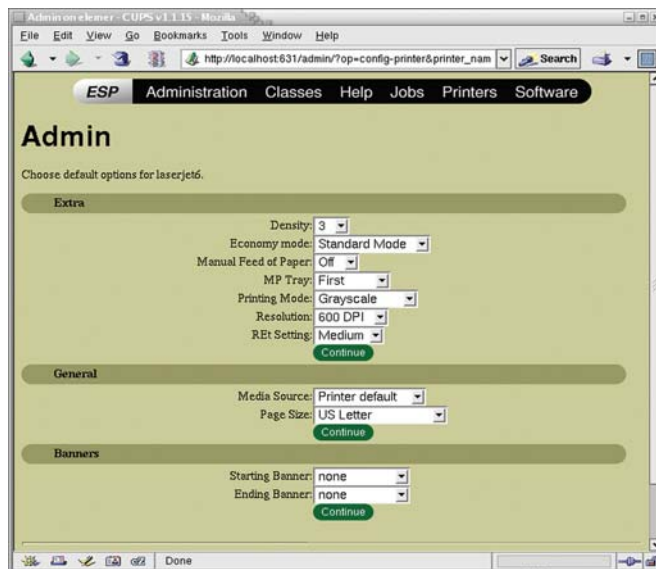 Admin on elemer - CUPS v1.1.15 - Mozilla
File Edit View Go Bookmarks Tools Window Help
http://localhost:631/admin/?op=config-printer&printer_nam Search
ESP Administration Classes Help Jobs Printers Software
Admin
Choose default options for laserjet6.
Extra
Density: 3
Economy mode: Standard Mode
Manual Feed of Paper: Off
MP Tray: First
Printing Mode: Grayscale
Resolution: 600 DPI
REt Setting: Medium
Continue
General
Media Source: Printer default
Page Size: US Letter
Continue
Banners
Starting Banner: none
Ending Banner: none
Continue
Done